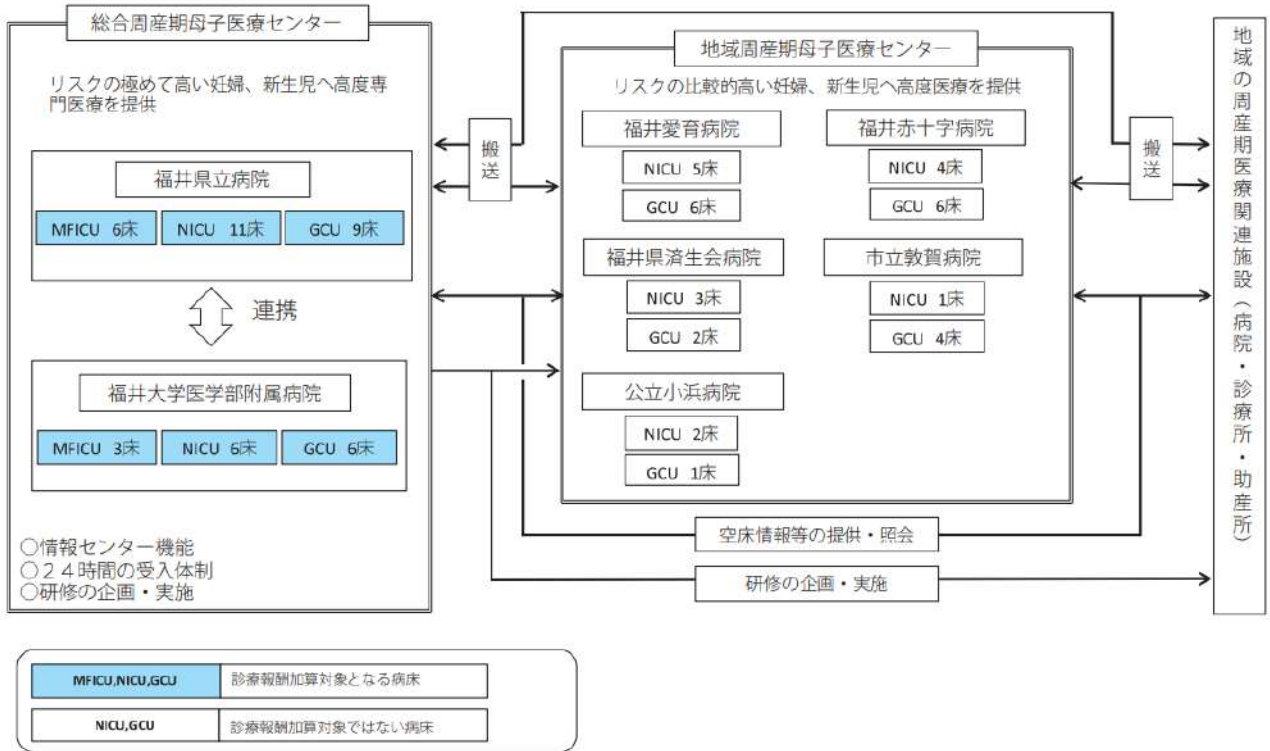 総合周産期母子医療センター
リスクの極めて高い妊婦、新生児へ高度専
門医療を提供
福井県立病院
MFICU 6床
NICU 11床
GCU 9床
連携
福井大学医学部附属病院
MFICU 3床
NICU 6床
GCU 6床
○情報センター機能
○24時間の受入体制
○研修の企画・実施
搬送
地域周産期母子医療センター
リスクの比較的高い妊婦、新生児へ高度医療を提供
福井愛育病院
NICU 5床
GCU 6床
福井赤十字病院
NICU 4床
GCU 6床
福井県済生会病院
NICU 3床
GCU 2床
市立敦賀病院
NICU 1床
GCU 4床
公立小浜病院
NICU 2床
GCU 1床
搬送
空床情報等の提供・照会
研修の企画・実施
地域の周産期医療関連施設(病院・診療所・助産所)
MFICU,NICU,GCU
診療報酬加算対象となる病床
NICU,GCU
診療報酬加算対象ではない病床